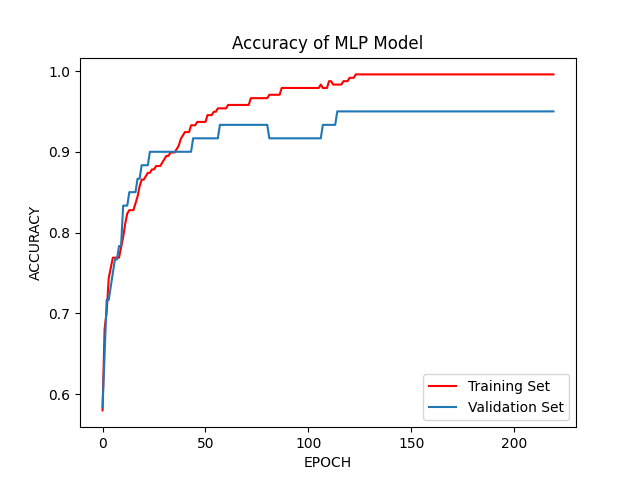 Accuracy of MLP Model
1.0
0.9
0.8
0.7
0.6
ACCURACY
0
50
100
150
200
EPOCH
Training Set
Validation Set